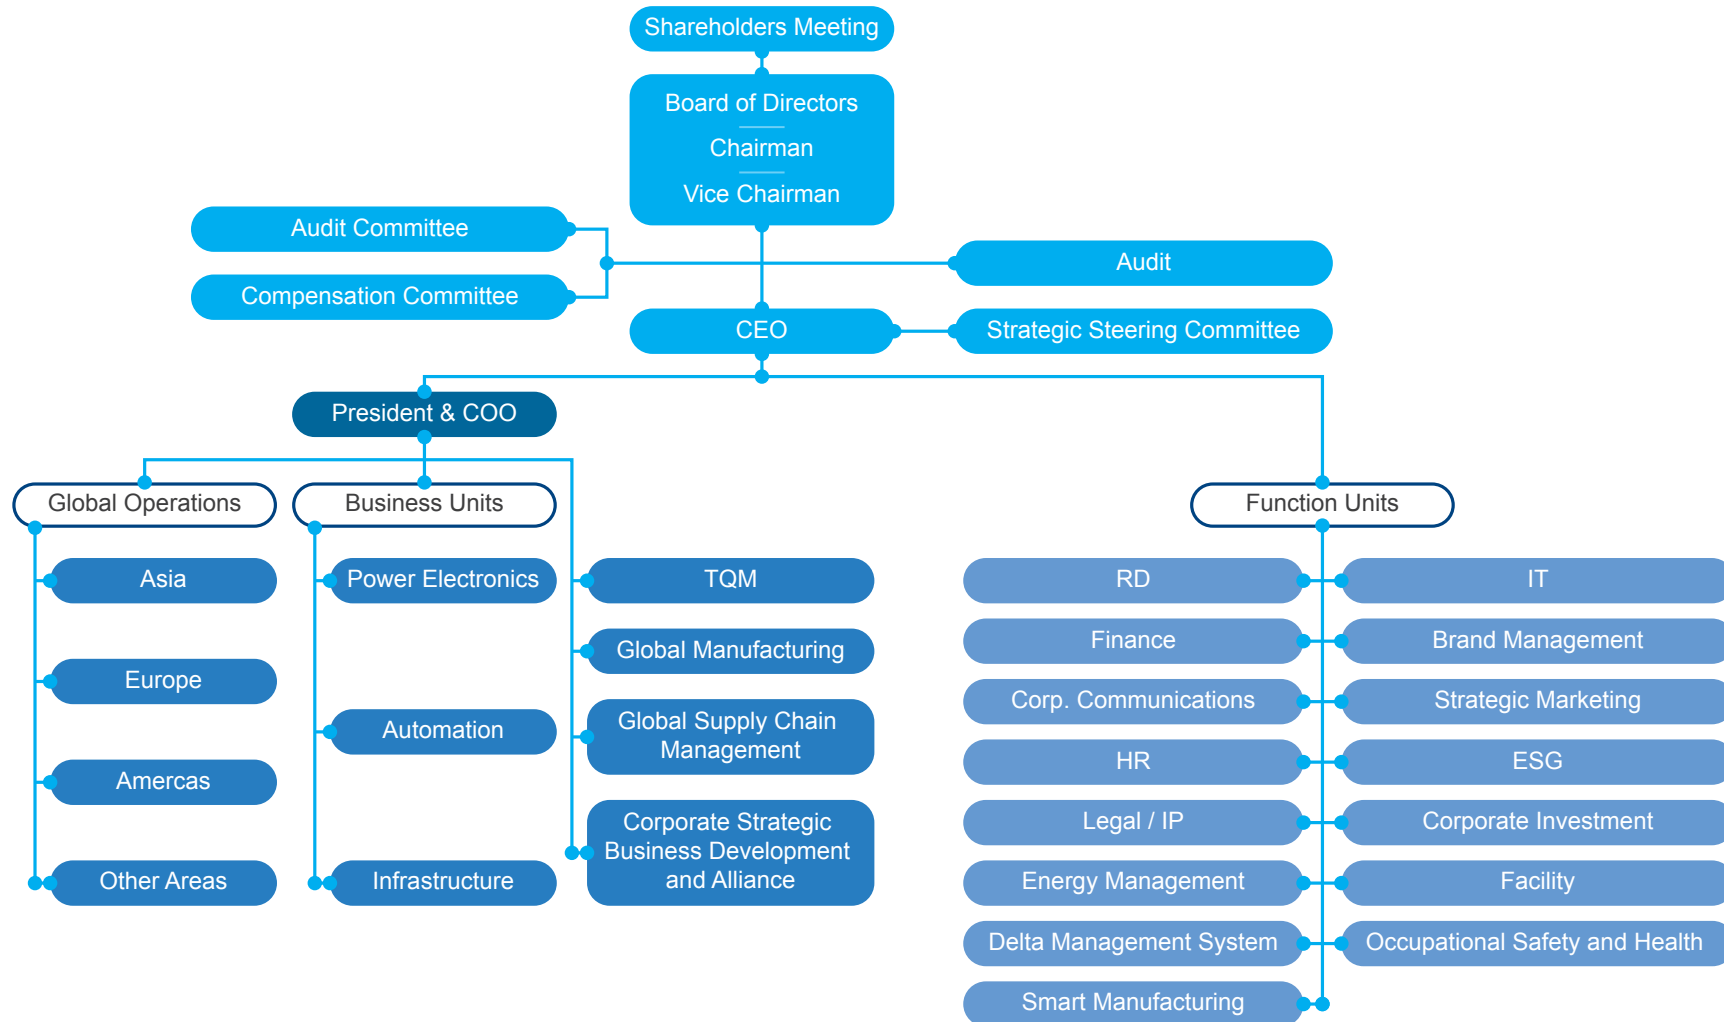 Shareholders Meeting
Board of Directors
Chairman
Vice Chairman
Audit Committee
Audit
Compensation Committee
CEO
Strategic Steering Committee
President & COO
Global Operations
Business Units
Function Units
Asia
Europe
Amercas
Other Areas
Power Electronics
Automation
Infrastructure
TQM
Global Manufacturing
Global Supply Chain
Management
Corporate Strategic
Business Development
and Alliance
RD
IT
Finance
Brand Management
Corp. Communications
Strategic Marketing
HR
ESG
Legal / IP
Corporate Investment
Energy Management
Facility
Delta Management System
Occupational Safety and Health
Smart Manufacturing